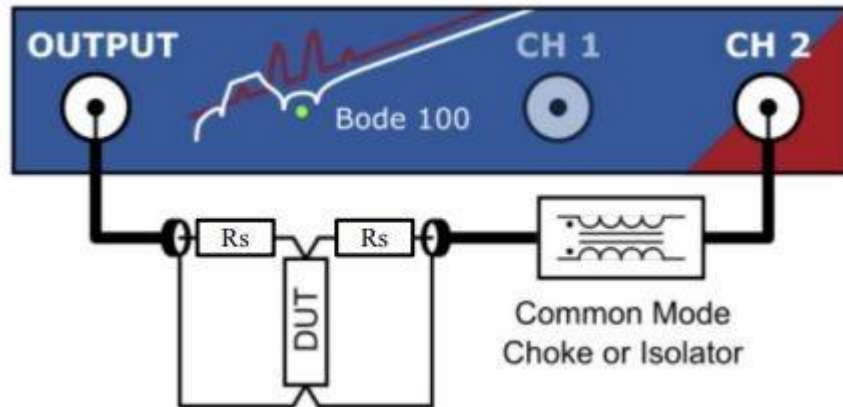 OUTPUT
CH 1
CH 2
Bode 100
Rs
Rs
DUT
Common Mode
Choke or Isolator